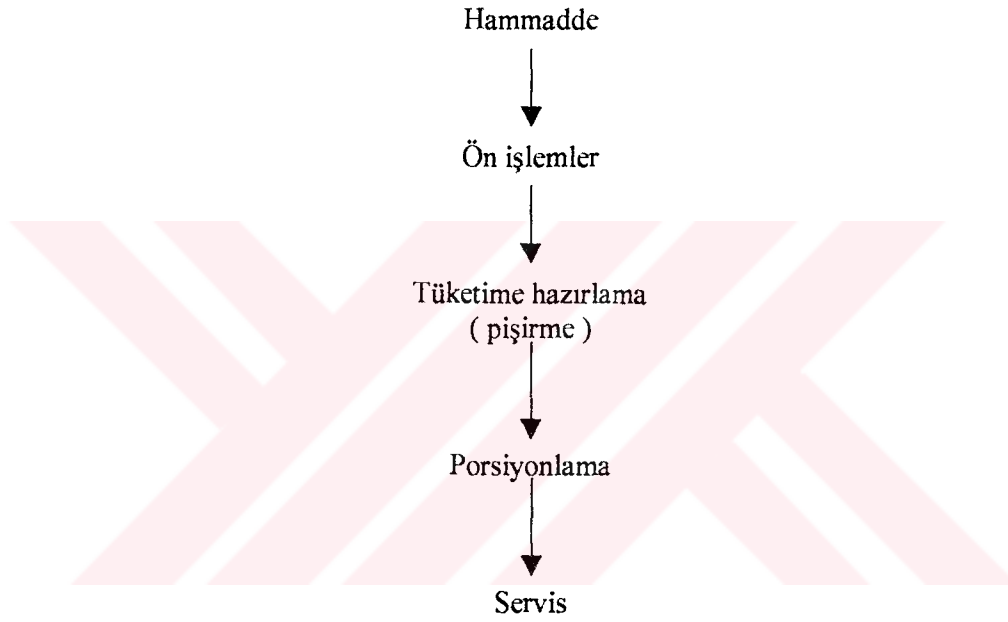 Hammadde
Ön işlemler
Tüketime hazırlama
( pişirme )
Porsiyonlama
Servis